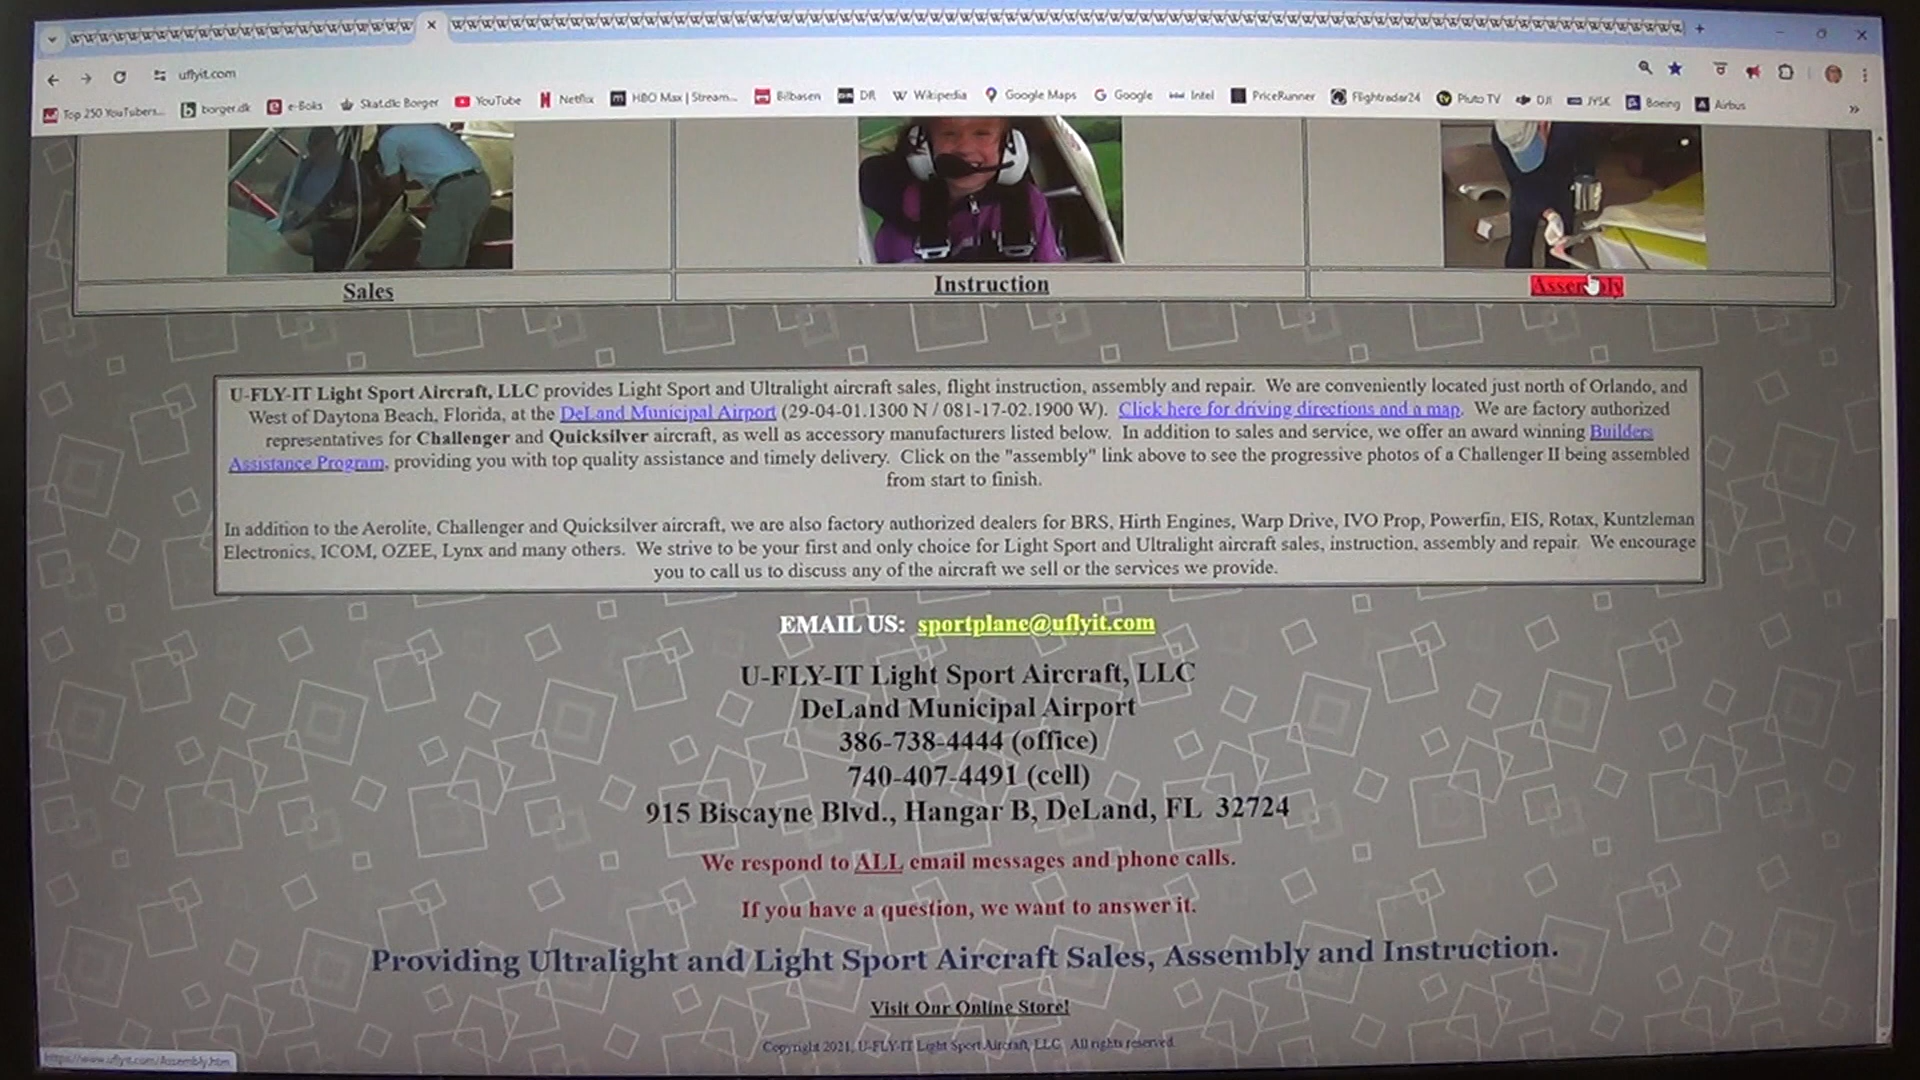 uflyit.com
Top 250 YouTubers... borger.dk e-Boks Skat.dk: Borger YouTube Netflix HBO Max | Stream... Bilbasen DR Wikipedia Google Maps Google Intel PriceRunner Flightradar24 Pluto TV DJI JYSK Boeing Airbus
Sales Instruction Assembly
U-FLY-IT Light Sport Aircraft, LLC provides Light Sport and Ultralight aircraft sales, flight instruction, assembly and repair. We are conveniently located just north of Orlando, and
West of Daytona Beach, Florida, at the DeLand Municipal Airport (29-04-01.1300 N / 081-17-02.1900 W). Click here for driving directions and a map. We are factory authorized
representatives for Challenger and Quicksilver aircraft, as well as accessory manufacturers listed below. In addition to sales and service, we offer an award winning Builders
Assistance Program, providing you with top quality assistance and timely delivery. Click on the "assembly" link above to see the progressive photos of a Challenger II being assembled
from start to finish.
In addition to the Aerolite, Challenger and Quicksilver aircraft, we are also factory authorized dealers for BRS, Hirth Engines, Warp Drive, IVO Prop, Powerfin, EIS, Rotax, Kuntzleman
Electronics, ICOM, OZEE, Lynx and many others. We strive to be your first and only choice for Light Sport and Ultralight aircraft sales, instruction, assembly and repair. We encourage
you to call us to discuss any of the aircraft we sell or the services we provide.
EMAIL US: sportplane@uflyit.com
U-FLY-IT Light Sport Aircraft, LLC
DeLand Municipal Airport
386-738-4444 (office)
740-407-4491 (cell)
915 Biscayne Blvd., Hangar B, DeLand, FL 32724
We respond to ALL email messages and phone calls.
If you have a question, we want to answer it.
Providing Ultralight and Light Sport Aircraft Sales, Assembly and Instruction.
Visit Our Online Store!
Copyright 2021, U-FLY-IT Light Sport Aircraft, LLC All rights reserved.
https://www.uflyit.com/Assembly.htm